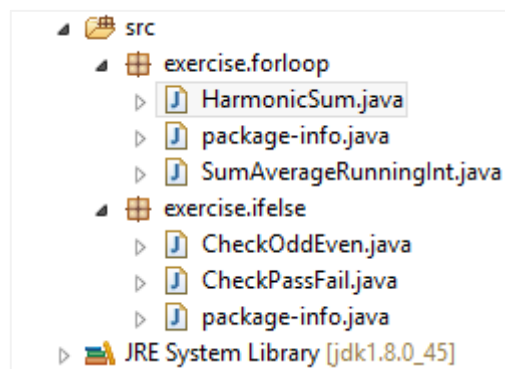 src
exercise.forloop
HarmonicSum.java
package-info.java
SumAverageRunningInt.java
exercise.ifelse
CheckOddEven.java
CheckPassFail.java
package-info.java
JRE System Library [jdk1.8.0_45]